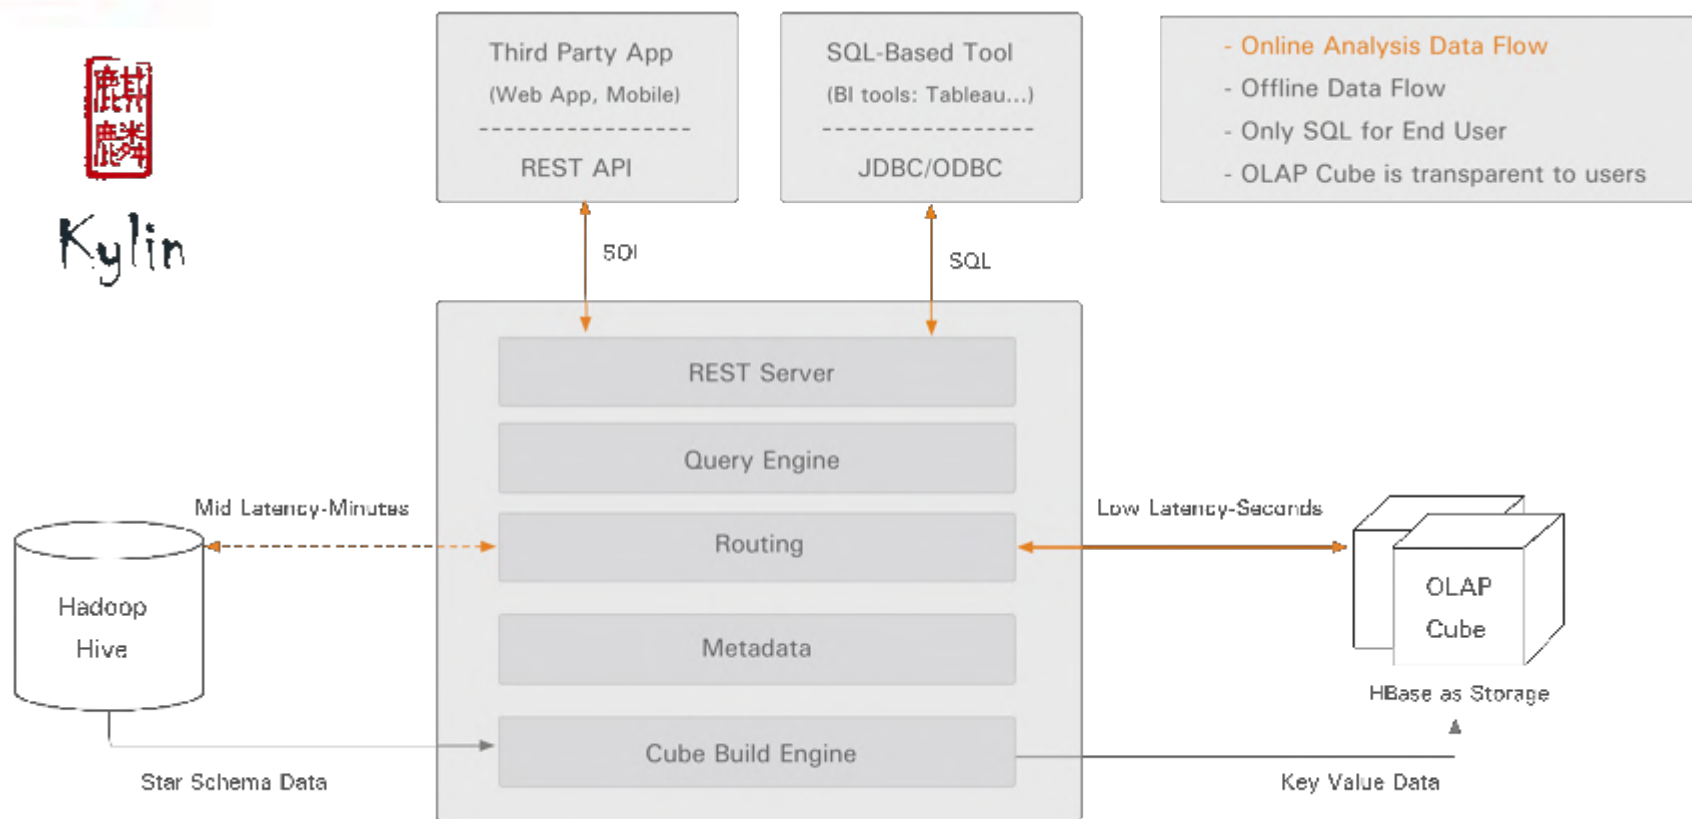 麒
麟
Kylin
Third Party App
(Web App, Mobile)
REST API
SQL-Based Tool
(BI tools: Tableau...)
JDBC/ODBC
- Online Analysis Data Flow
- Offline Data Flow
- Only SQL for End User
- OLAP Cube is transparent to users
SQL
SQL
REST Server
Query Engine
Mid Latency-Minutes
Routing
Low Latency-Seconds
Hadoop
Hive
OLAP
Cube
Metadata
HBase as Storage
Cube Build Engine
Star Schema Data
Key Value Data